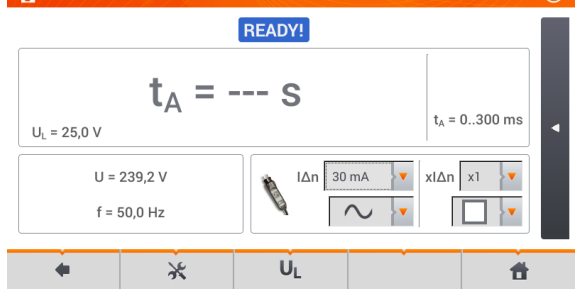 READY!
tA = --- s
UL = 25,0 V
tA = 0..300 ms
U = 239,2 V
f = 50,0 Hz
IΔn 30 mA xIΔn x1
UL